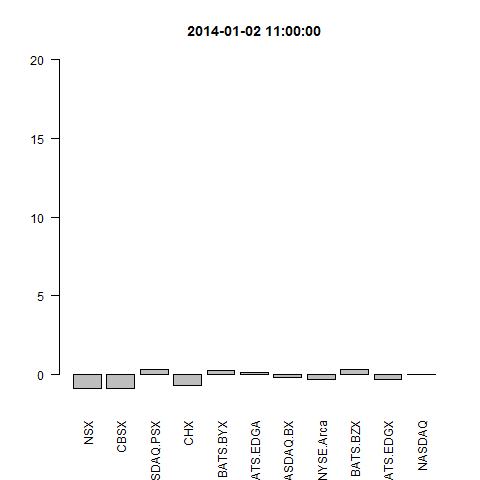 2014-01-02 11:00:00
20
15
10
5
0
NSX
CBSX
SDAQ.PSX
CHX
BATS.BYX
ATS.EDGA
ASDAQ.BX
NYSE.Arca
BATS.BZX
ATS.EDGX
NASDAQ